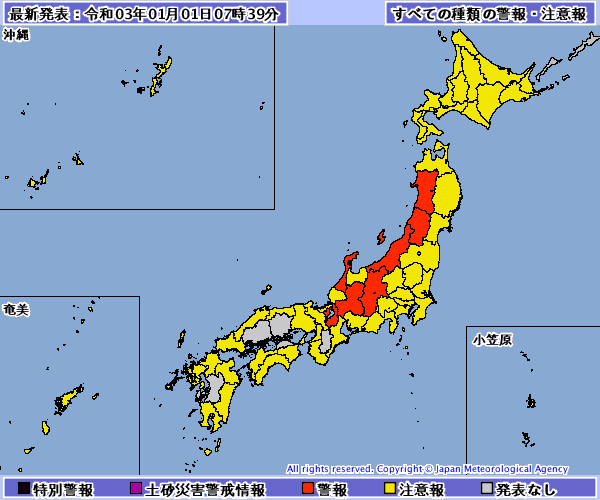 最新発表：令和03年01月01日07時39分
すべての種類の警報・注意報
沖縄
奄美
小笠原
All rights reserved. Copyright © Japan Meteorological Agency
特別警報 土砂災害警戒情報 警報 注意報 発表なし